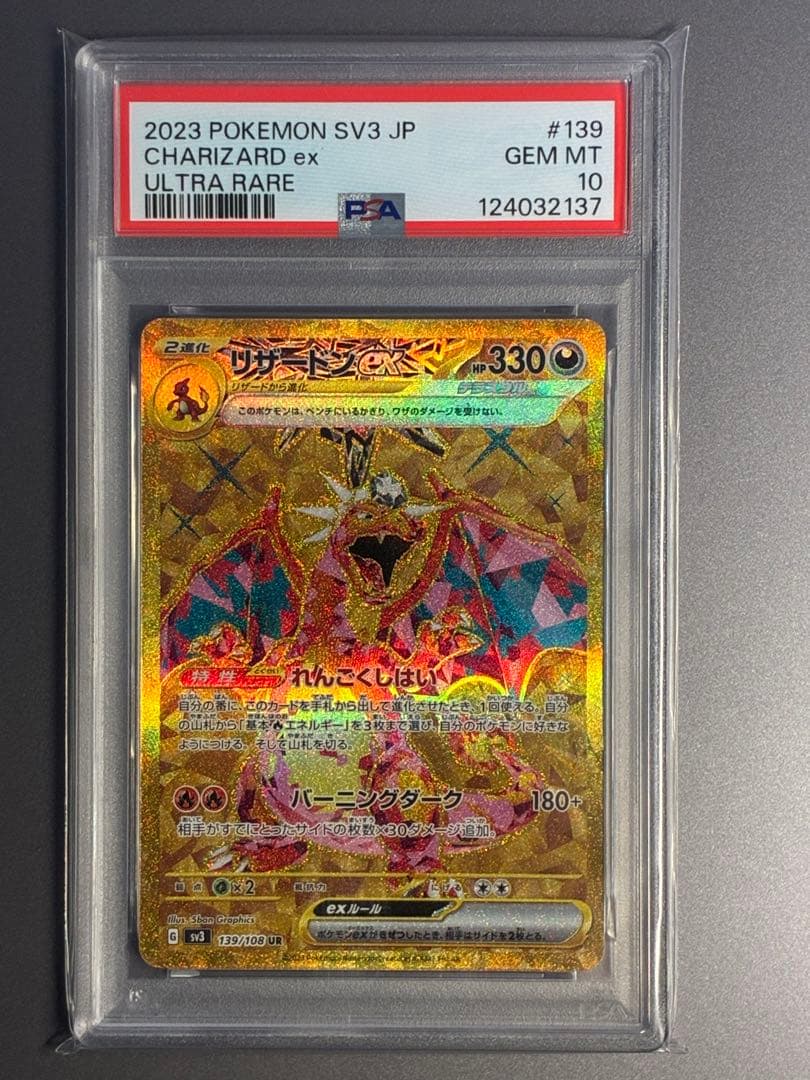 2023 POKEMON SV3 JP #139
CHARIZARD ex GEM MT
ULTRA RARE 10
PSA 124032137
2進化 リザードンex HP330
リザードから進化 テラスタル
このポケモンは、ベンチにいるかぎり、ワザのダメージを受けない。
特性 れんごくしはい
自分の番に、このカードを手札から出して進化させたとき、1回使える。自分
の山札から「基本エネルギー」を3枚まで選び、自分のポケモンに好きな
ようにつける。そして山札を切る。
バーニングダーク 180+
相手がすでにとったサイドの枚数×30ダメージ追加。
弱点 ×2 抵抗力 にげる
Illus. 5ban Graphics exルール
G sv3 139/108 UR ポケモンexがきぜつしたとき、相手はサイドを2枚とる。